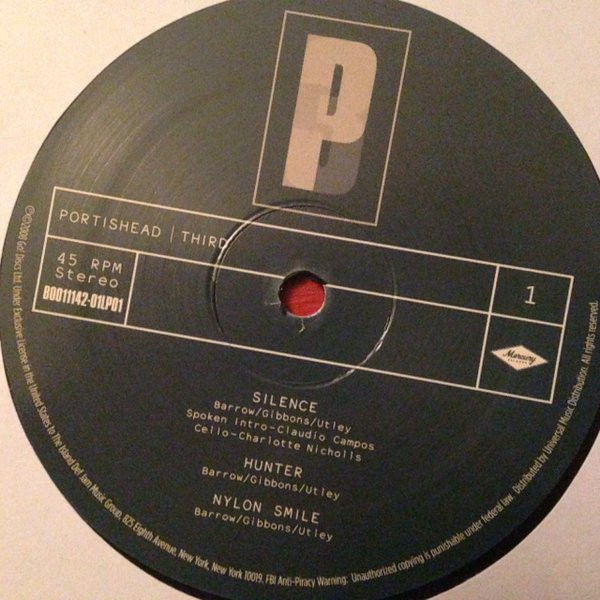 P
PORTISHEAD | THIRD
45 RPM
Stereo
B0011142-01LP01
1
Mercury
RECORDS
SILENCE
Barrow/Gibbons/Utley
Spoken Intro-Claudio Campos
Cello-Charlotte Nicholls
HUNTER
Barrow/Gibbons/Utley
NYLON SMILE
Barrow/Gibbons/Utley
℗©2008 Go! Discs Ltd. Under Exclusive License in the United States to The Island Def Jam Music Group, 825 Eighth Avenue, New York, New York 10019. FBI Anti-Piracy Warning: Unauthorized copying is punishable under federal law. Distributed by Universal Music Distribution. All rights reserved.